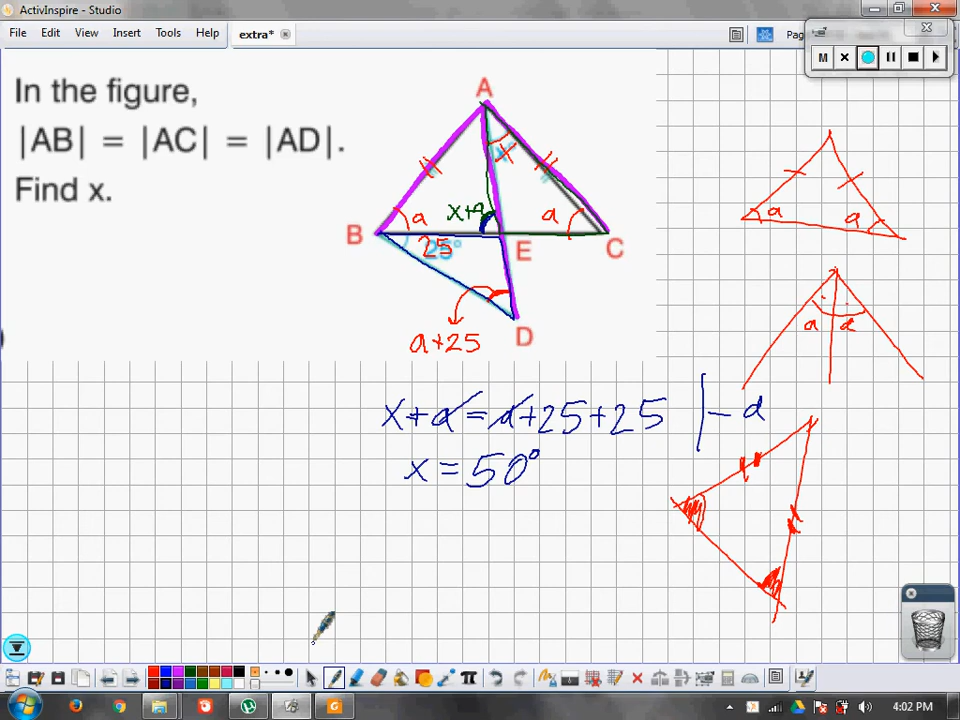 ActivInspire - Studio
File Edit View Insert Tools Help extra*
M
In the figure,
|AB| = |AC| = |AD|.
Find x.
A
x
B
a
25
25°
x+a
E
a
C
D
a+25
a
a
a
a
x+a=a+25+25 |-a
x=50°
4:02 PM